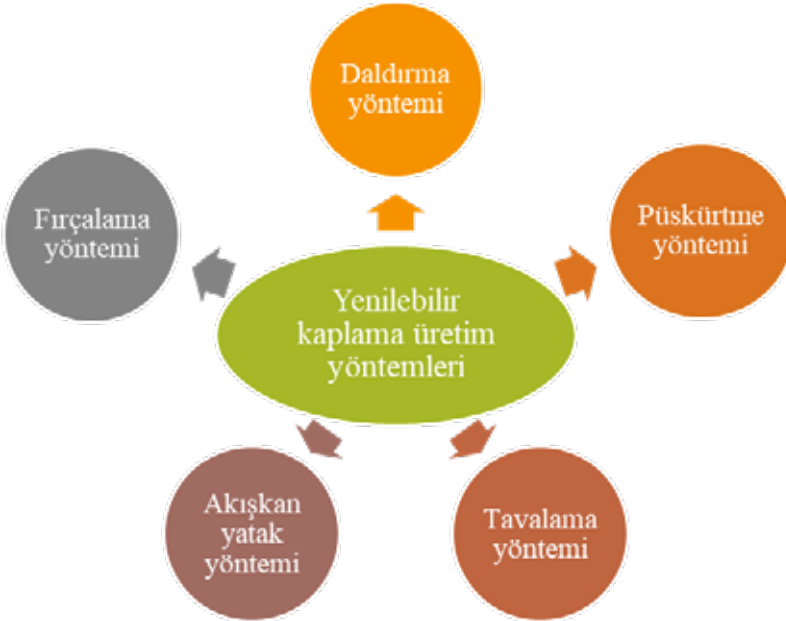 Daldırma
yöntemi
Fırçalama
yöntemi
Püskürtme
yöntemi
Yenilebilir
kaplama üretim
yöntemleri
Akışkan
yatak
yöntemi
Tavalama
yöntemi